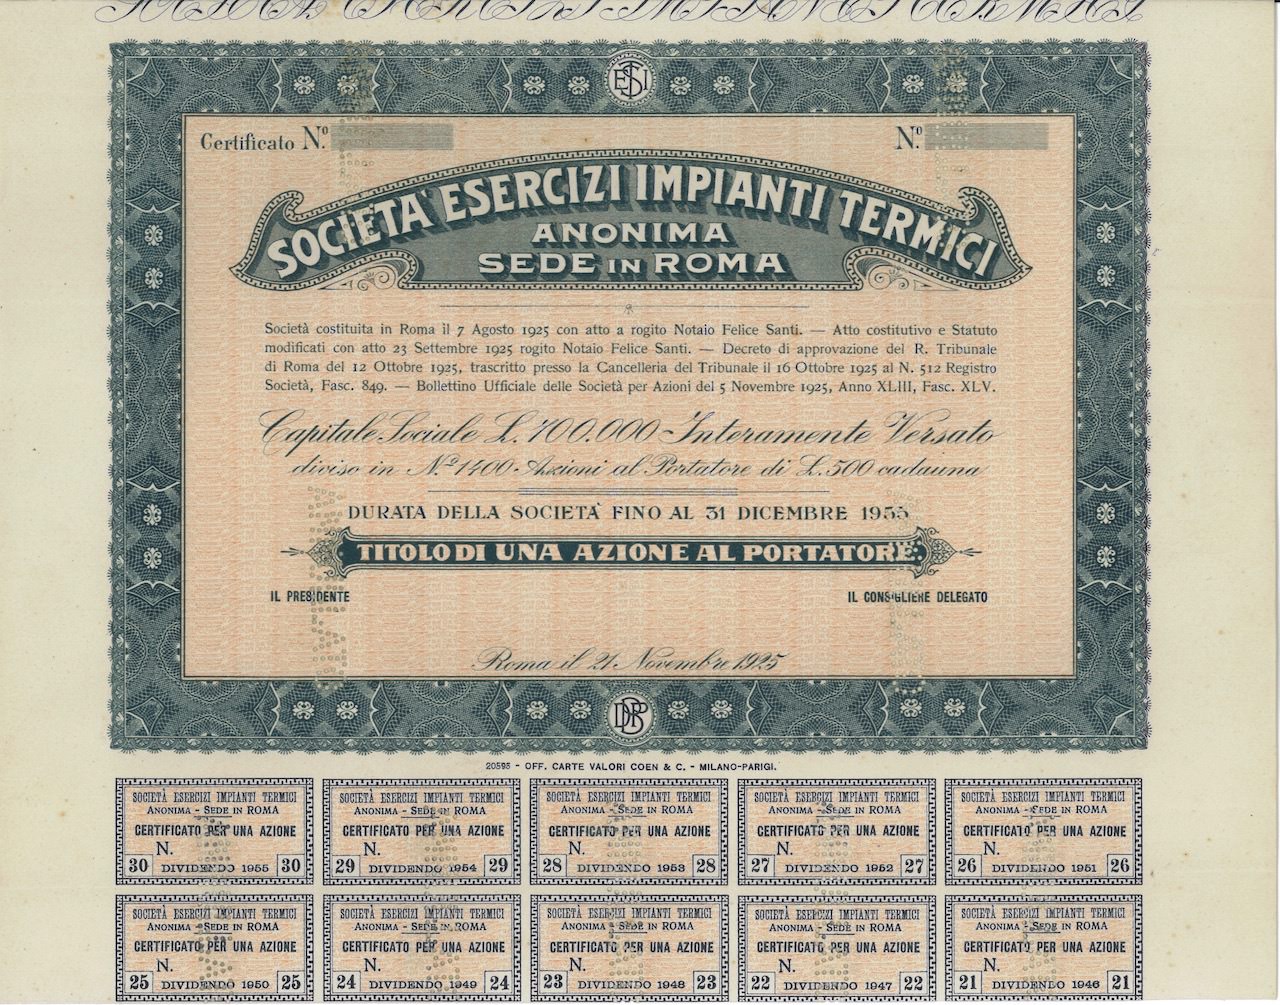 Certificato Nº
Nº
SOCIETA' ESERCIZI IMPIANTI TERMICI
ANONIMA
SEDE IN ROMA
Società costituita in Roma il 7 Agosto 1925 con atto a rogito Notaio Felice Santi. — Atto costitutivo e Statuto
modificati con atto 23 Settembre 1925 rogito Notaio Felice Santi. — Decreto di approvazione del R. Tribunale
di Roma del 12 Ottobre 1925, trascritto presso la Cancelleria del Tribunale il 16 Ottobre 1925 al N. 512 Registro
Società, Fasc. 849. — Bollettino Ufficiale delle Società per Azioni del 5 Novembre 1925, Anno XLIII, Fasc. XLV.
Capitale Sociale L. 700.000 Interamente Versato
diviso in Nº 1400 Azioni al Portatore di L. 500 cadauna
DURATA DELLA SOCIETA' FINO AL 31 DICEMBRE 1955
TITOLO DI UNA AZIONE AL PORTATORE
IL PRESIDENTE
IL CONSIGLIERE DELEGATO
Roma il 21 Novembre 1925
20595 - OFF. CARTE VALORI COEN & C. - MILANO-PARIGI.
SOCIETÀ ESERCIZI IMPIANTI TERMICI
ANONIMA - SEDE IN ROMA
CERTIFICATO PER UNA AZIONE
N.
30 DIVIDENDO 1955 30
SOCIETÀ ESERCIZI IMPIANTI TERMICI
ANONIMA - SEDE IN ROMA
CERTIFICATO PER UNA AZIONE
N.
29 DIVIDENDO 1954 29
SOCIETÀ ESERCIZI IMPIANTI TERMICI
ANONIMA - SEDE IN ROMA
CERTIFICATO PER UNA AZIONE
N.
28 DIVIDENDO 1953 28
SOCIETÀ ESERCIZI IMPIANTI TERMICI
ANONIMA - SEDE IN ROMA
CERTIFICATO PER UNA AZIONE
N.
27 DIVIDENDO 1952 27
SOCIETÀ ESERCIZI IMPIANTI TERMICI
ANONIMA - SEDE IN ROMA
CERTIFICATO PER UNA AZIONE
N.
26 DIVIDENDO 1951 26
SOCIETÀ ESERCIZI IMPIANTI TERMICI
ANONIMA - SEDE IN ROMA
CERTIFICATO PER UNA AZIONE
N.
25 DIVIDENDO 1950 25
SOCIETÀ ESERCIZI IMPIANTI TERMICI
ANONIMA - SEDE IN ROMA
CERTIFICATO PER UNA AZIONE
N.
24 DIVIDENDO 1949 24
SOCIETÀ ESERCIZI IMPIANTI TERMICI
ANONIMA - SEDE IN ROMA
CERTIFICATO PER UNA AZIONE
N.
23 DIVIDENDO 1948 23
SOCIETÀ ESERCIZI IMPIANTI TERMICI
ANONIMA - SEDE IN ROMA
CERTIFICATO PER UNA AZIONE
N.
22 DIVIDENDO 1947 22
SOCIETÀ ESERCIZI IMPIANTI TERMICI
ANONIMA - SEDE IN ROMA
CERTIFICATO PER UNA AZIONE
N.
21 DIVIDENDO 1946 21